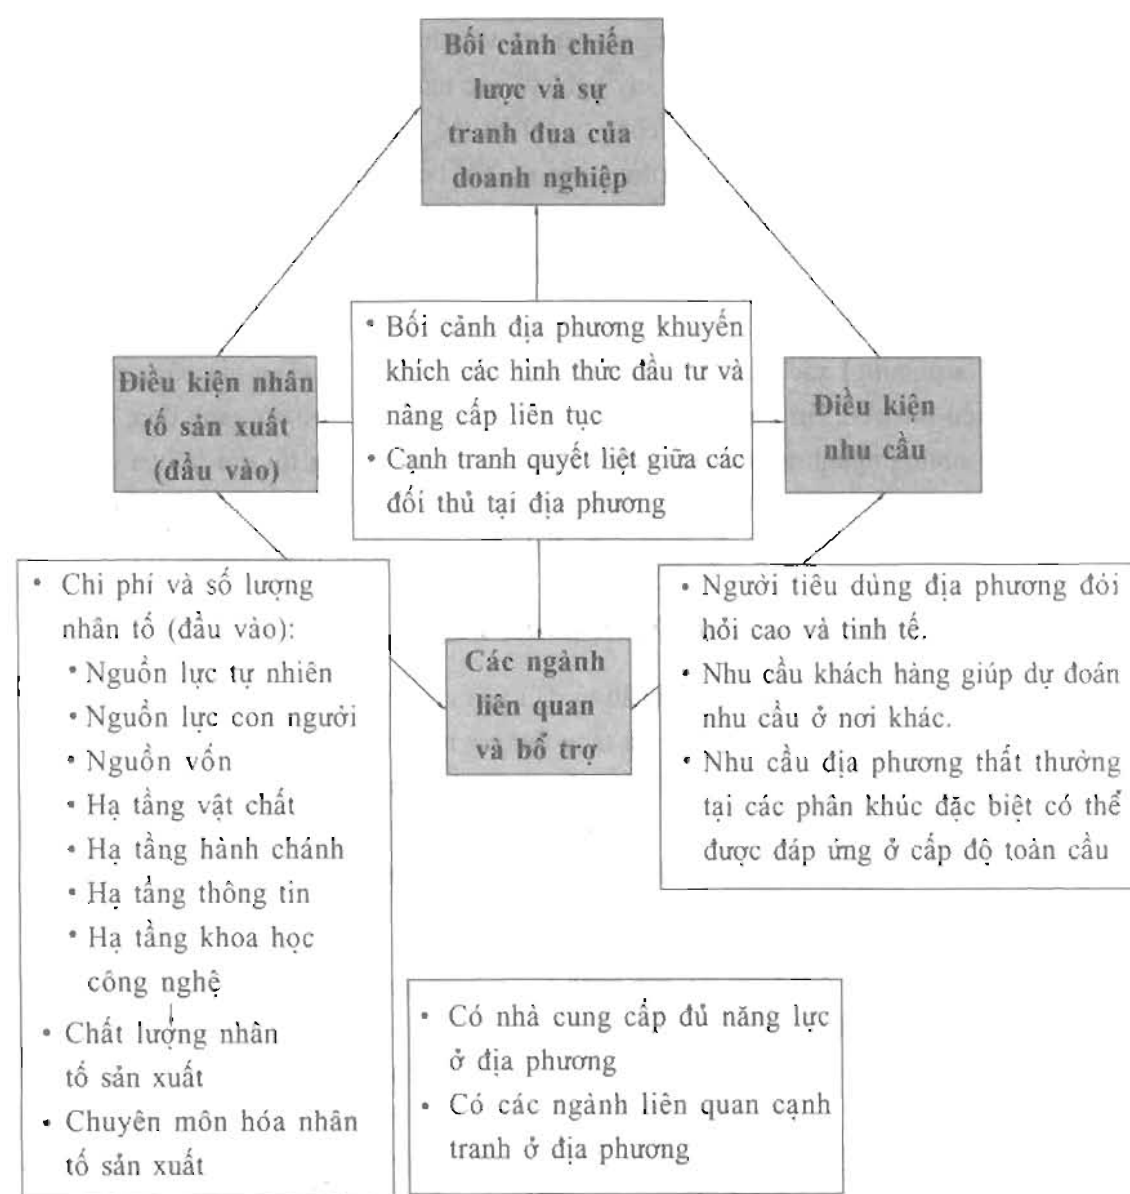 Bối cảnh chiến
lược và sự
tranh đua của
doanh nghiệp
• Bối cảnh địa phương khuyến
khích các hình thức đầu tư và
nâng cấp liên tục
• Cạnh tranh quyết liệt giữa các
đối thủ tại địa phương
Điều kiện nhân
tố sản xuất
(đầu vào)
Điều kiện
nhu cầu
• Chi phí và số lượng
nhân tố (đầu vào):
• Nguồn lực tự nhiên
• Nguồn lực con người
• Nguồn vốn
• Hạ tầng vật chất
• Hạ tầng hành chánh
• Hạ tầng thông tin
• Hạ tầng khoa học
công nghệ
• Chất lượng nhân
tố sản xuất
• Chuyên môn hóa nhân
tố sản xuất
Các ngành
liên quan
và bổ trợ
• Người tiêu dùng địa phương đòi
hỏi cao và tinh tế.
• Nhu cầu khách hàng giúp dự đoán
nhu cầu ở nơi khác.
• Nhu cầu địa phương thất thường
tại các phân khúc đặc biệt có thể
được đáp ứng ở cấp độ toàn cầu
• Có nhà cung cấp đủ năng lực
ở địa phương
• Có các ngành liên quan cạnh
tranh ở địa phương